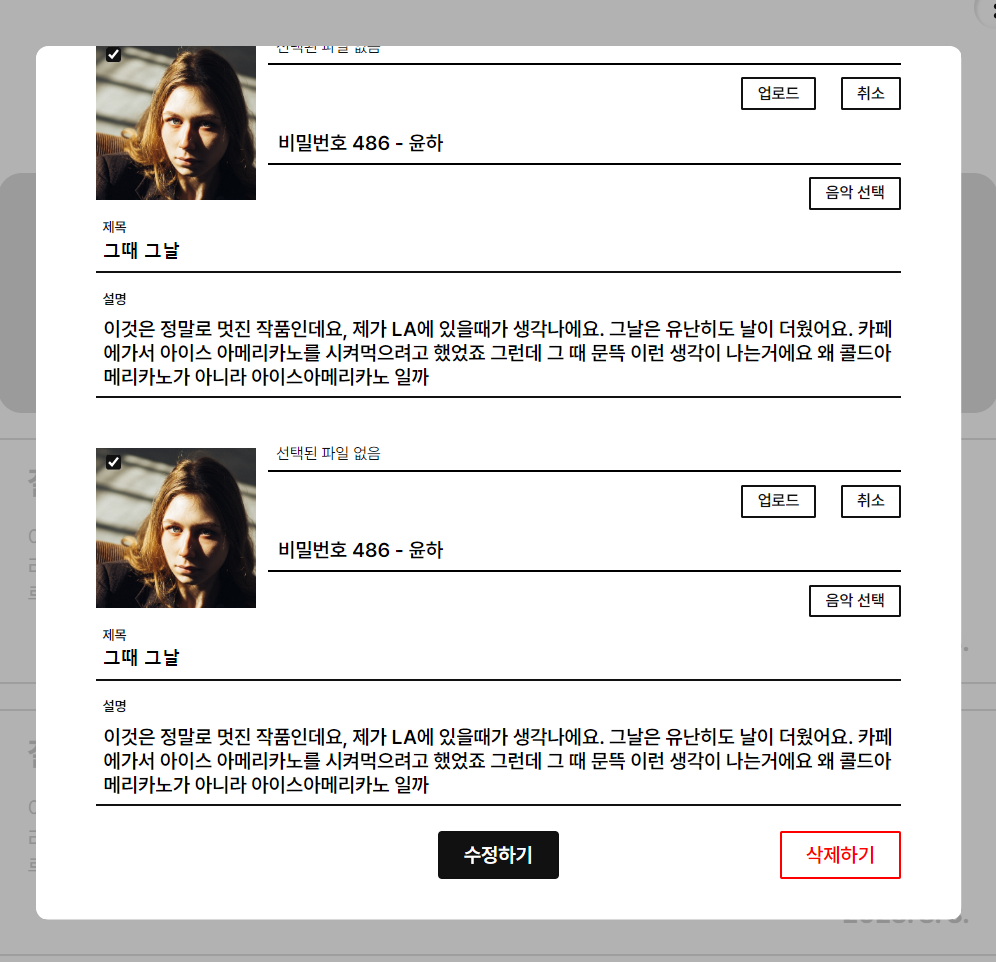 선택된 파일 없음
업로드
취소
비밀번호 486 - 윤하
음악 선택
제목
그때 그날
설명
이것은 정말로 멋진 작품인데요, 제가 LA에 있을때가 생각나에요. 그날은 유난히도 날이 더웠어요. 카페
에가서 아이스 아메리카노를 시켜먹으려고 했었죠 그런데 그 때 문뜩 이런 생각이 나는거에요 왜 콜드아
메리카노가 아니라 아이스아메리카노 일까
선택된 파일 없음
업로드
취소
비밀번호 486 - 윤하
음악 선택
제목
그때 그날
설명
이것은 정말로 멋진 작품인데요, 제가 LA에 있을때가 생각나에요. 그날은 유난히도 날이 더웠어요. 카페
에가서 아이스 아메리카노를 시켜먹으려고 했었죠 그런데 그 때 문뜩 이런 생각이 나는거에요 왜 콜드아
메리카노가 아니라 아이스아메리카노 일까
수정하기
삭제하기